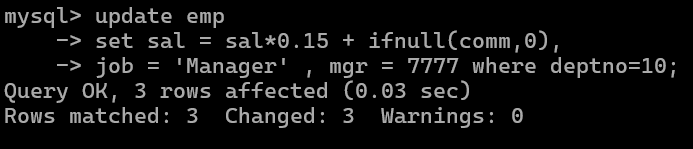 mysql> update emp
    -> set sal = sal*0.15 + ifnull(comm,0),
    -> job = 'Manager' , mgr = 7777 where deptno=10;
Query OK, 3 rows affected (0.03 sec)
Rows matched: 3  Changed: 3  Warnings: 0